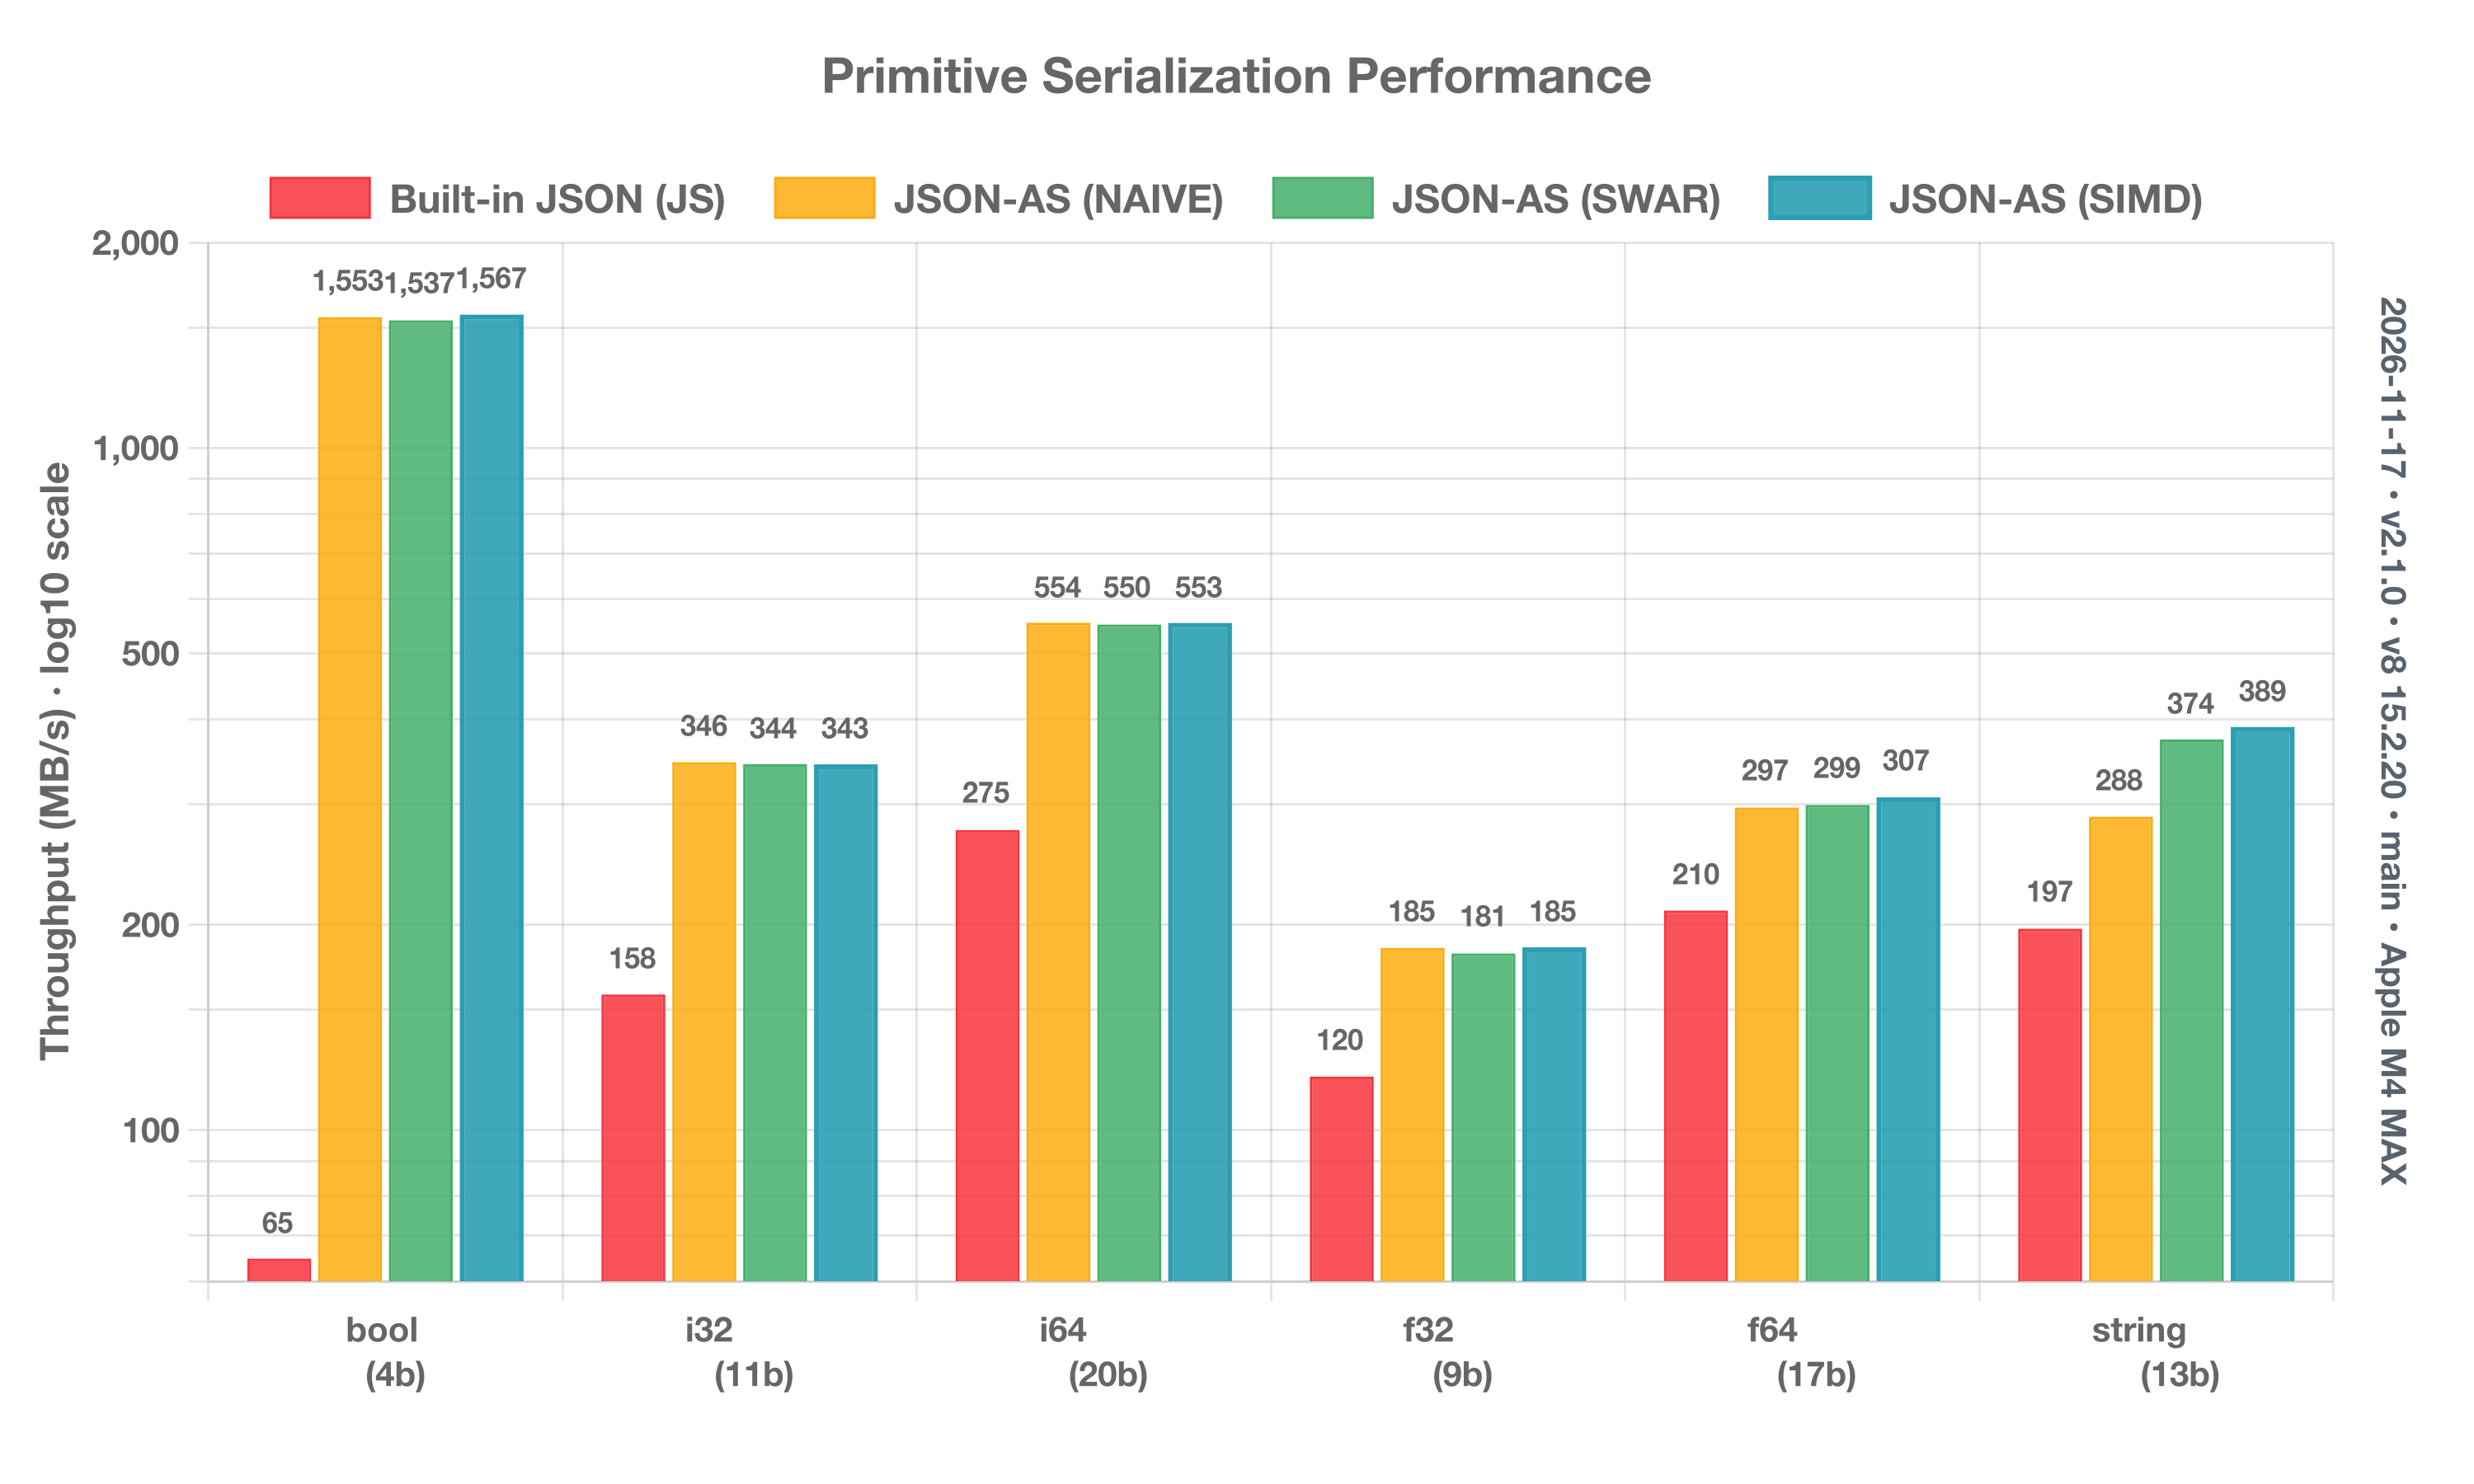 Primitive Serialization Performance
Built-in JSON (JS) JSON-AS (NAIVE) JSON-AS (SWAR) JSON-AS (SIMD)
Throughput (MB/s) · log10 scale
2,000
1,000
500
200
100
65 1,553 1,537 1,567
158 346 344 343
275 554 550 553
120 185 181 185
210 297 299 307
197 288 374 389
bool i32 i64 f32 f64 string
(4b) (11b) (20b) (9b) (17b) (13b)
2026-11-17 • v2.1.0 • v8 15.2.20 • main • Apple M4 MAX